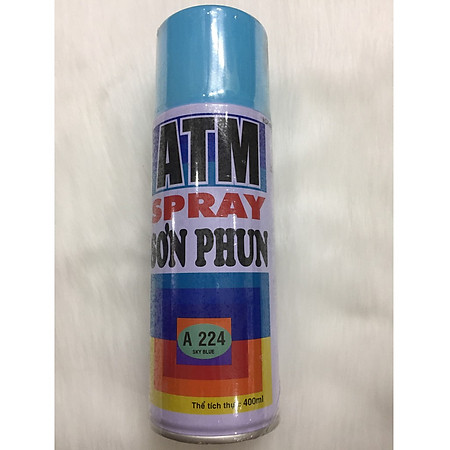 ATM
SPRAY
SƠN PHUN
A 224
SKY BLUE
Thể tích thực 400ml